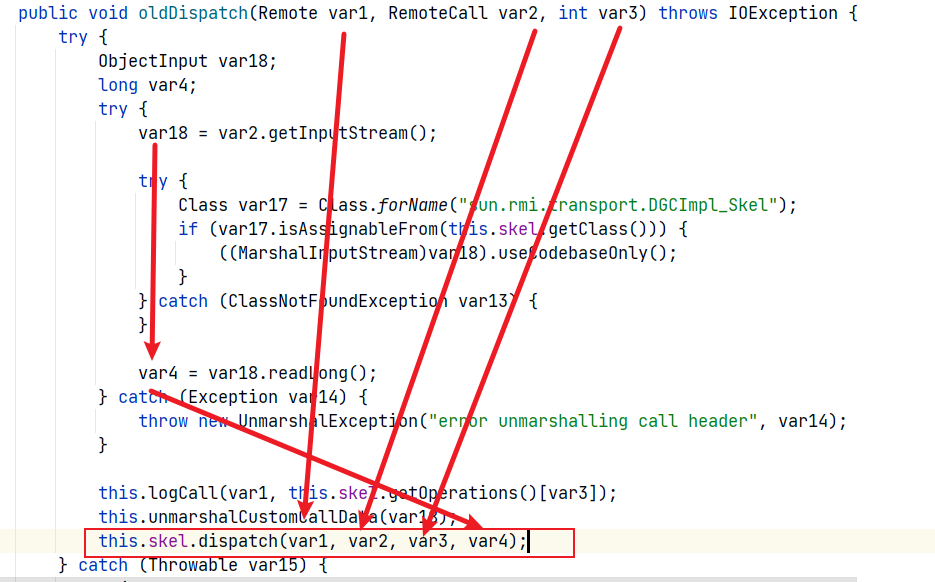 public void oldDispatch(Remote var1, RemoteCall var2, int var3) throws IOException {
try {
ObjectInput var18;
long var4;
try {
var18 = var2.getInputStream();
try {
Class var17 = Class.forName("sun.rmi.transport.DGCImpl_Skel");
if (var17.isAssignableFrom(this.skel.getClass())) {
((MarshalInputStream)var18).useCodebaseOnly();
}
} catch (ClassNotFoundException var13) {
}
var4 = var18.readLong();
} catch (Exception var14) {
throw new UnmarshalException("error unmarshalling call header", var14);
}
this.logCall(var1, this.skel.getOperations()[var3]);
this.unmarshalCustomCallData(var18);
this.skel.dispatch(var1, var2, var3, var4);
} catch (Throwable var15) {